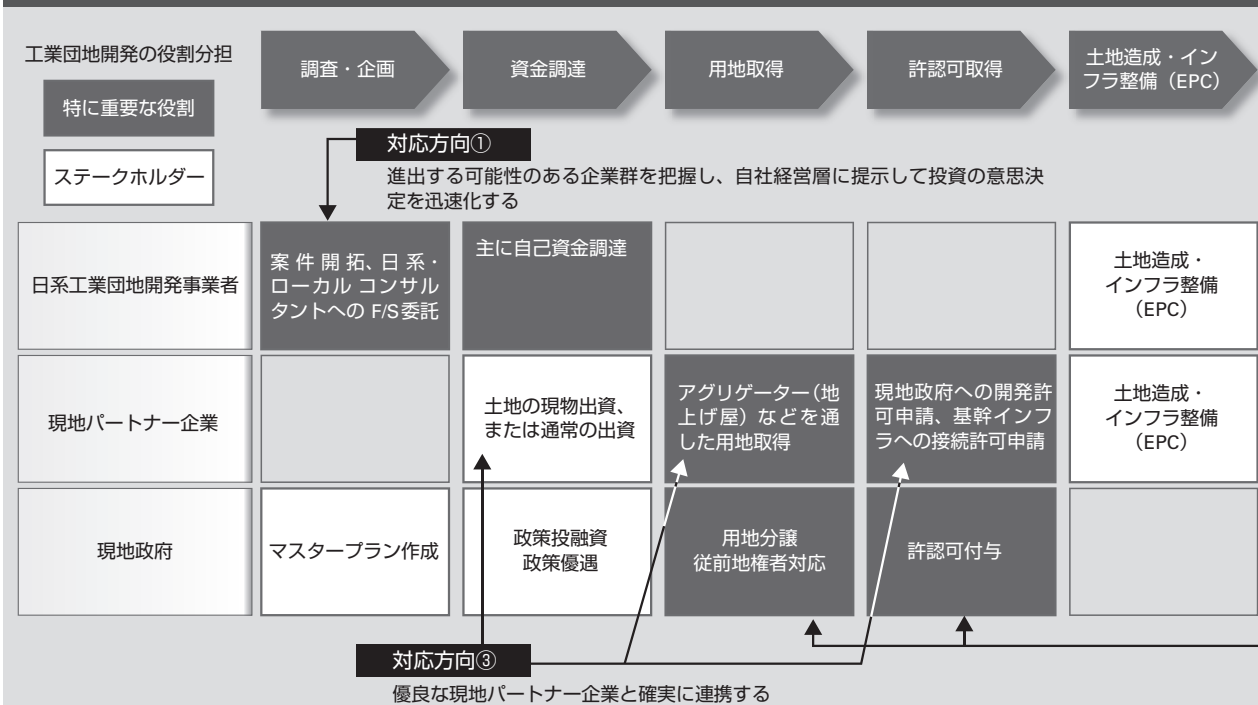 工業団地開発の役割分担
特に重要な役割
ステークホルダー
調査・企画
資金調達
用地取得
許認可取得
土地造成・イン
フラ整備（EPC）
対応方向①
進出する可能性のある企業群を把握し、自社経営層に提示して投資の意思決
定を迅速化する
日系工業団地開発事業者
案件開拓、日系・
ローカルコンサル
タントへの F/S委託
主に自己資金調達
土地造成・
インフラ整備
（EPC）
現地パートナー企業
土地の現物出資、
または通常の出資
アグリゲーター（地
上げ屋）などを通
した用地取得
現地政府への開発許
可申請、基幹インフ
ラへの接続許可申請
土地造成・
インフラ整備
（EPC）
現地政府
マスタープラン作成
政策投融資
政策優遇
用地分譲
従前地権者対応
許認可付与
対応方向③
優良な現地パートナー企業と確実に連携する